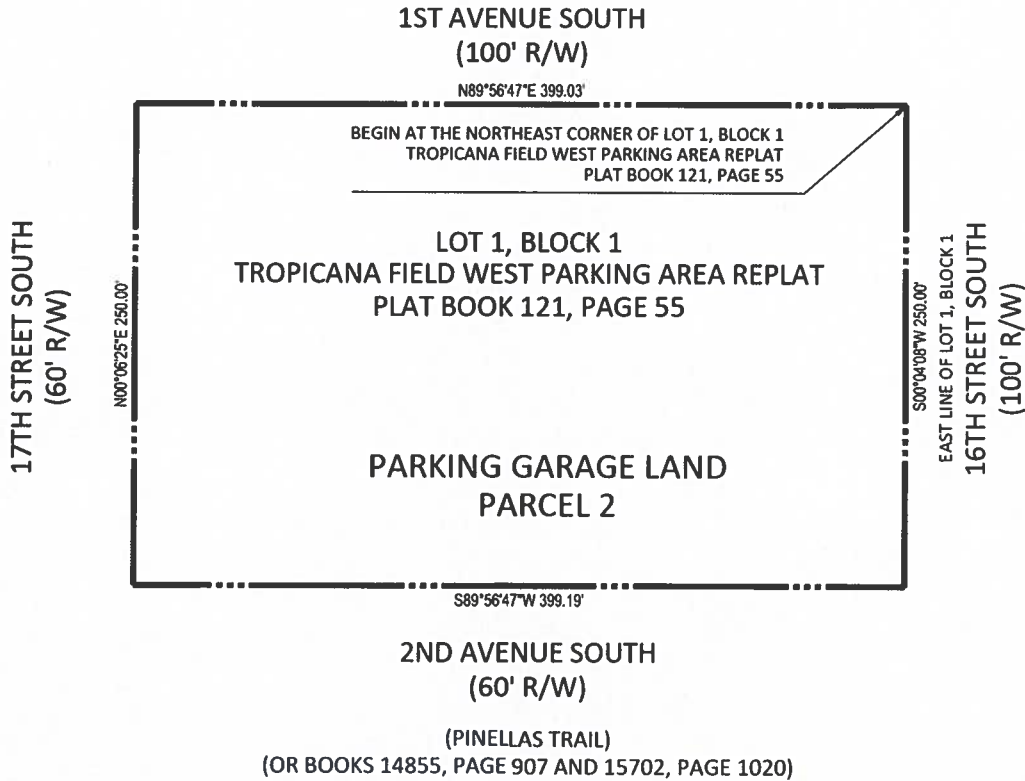 1ST AVENUE SOUTH
(100' R/W)
N89°56'47"E 399.03'
BEGIN AT THE NORTHEAST CORNER OF LOT 1, BLOCK 1
TROPICANA FIELD WEST PARKING AREA REPLAT
PLAT BOOK 121, PAGE 55
LOT 1, BLOCK 1
TROPICANA FIELD WEST PARKING AREA REPLAT
PLAT BOOK 121, PAGE 55
17TH STREET SOUTH
(60' R/W)
N00°06'25"E 250.00'
S00°04'08"W 250.00'
EAST LINE OF LOT 1, BLOCK 1
16TH STREET SOUTH
(100' R/W)
PARKING GARAGE LAND
PARCEL 2
S89°56'47"W 399.19'
2ND AVENUE SOUTH
(60' R/W)
(PINELLAS TRAIL)
(OR BOOKS 14855, PAGE 907 AND 15702, PAGE 1020)